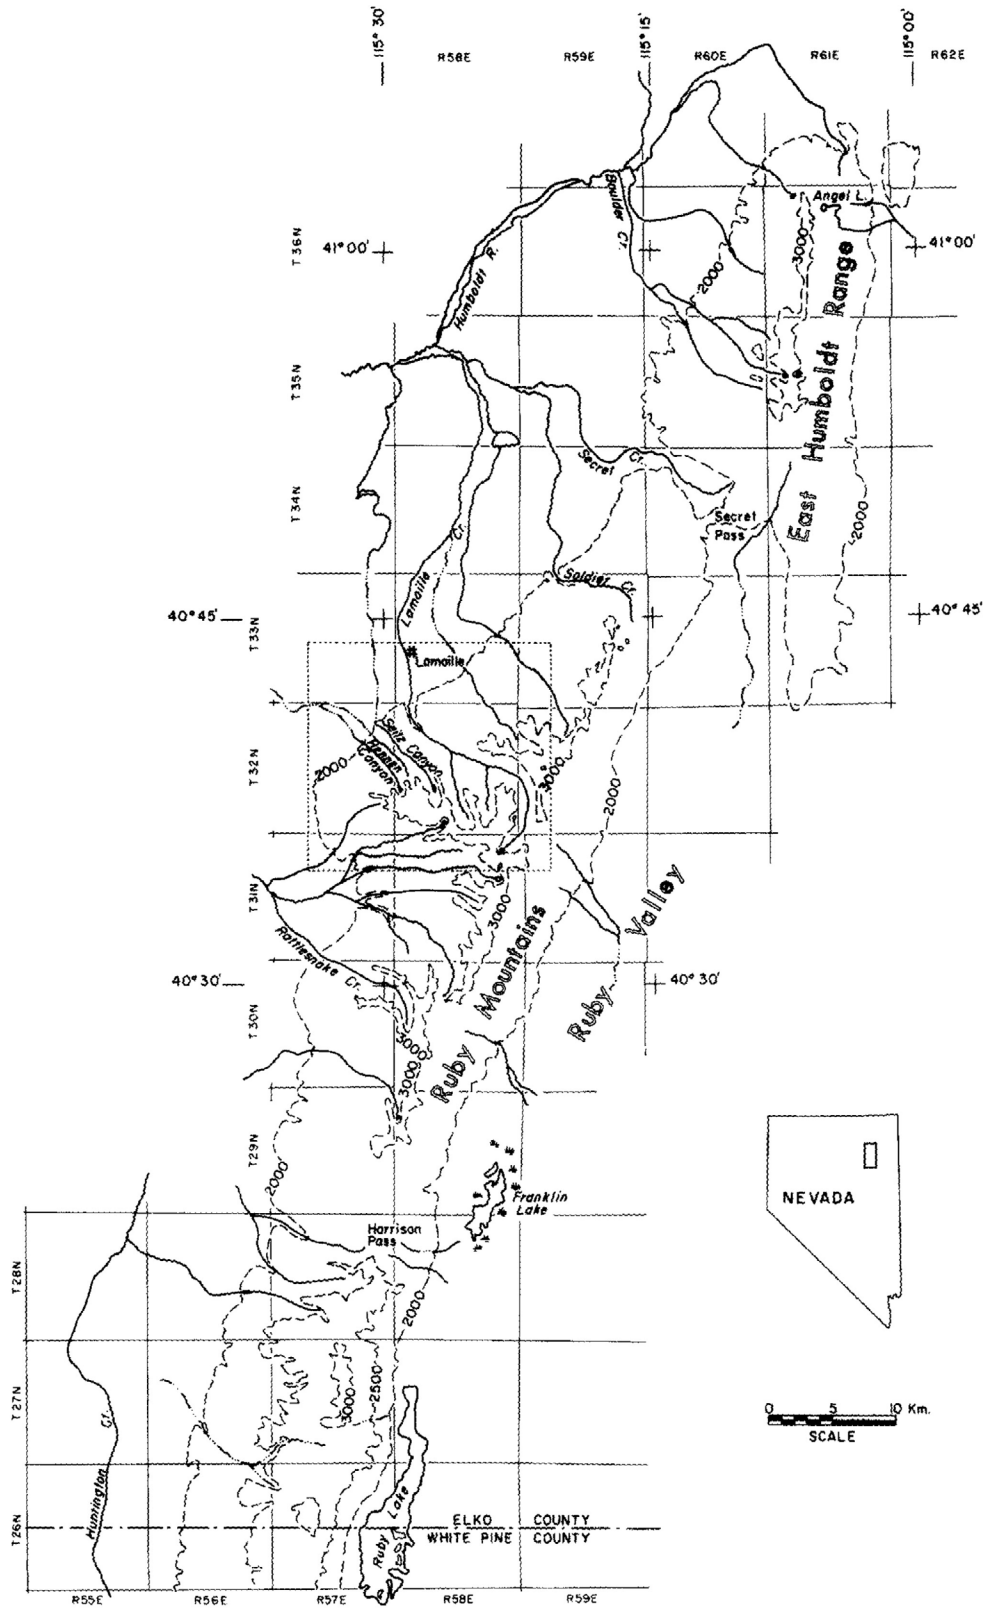 115° 30'
115° 15'
115° 00'
R58E
R59E
R60E
R61E
R62E
Boulder Cr.
Angel L.
T36N
41° 00'
Humboldt R.
2000
3000
41° 00'
East Humboldt Range
T35N
Secret Cr.
T34N
Secret
Pass
2000
Lamoille Cr.
Soldier Cr.
40° 45'
40° 45'
T33N
Lamoille
Seitz Canyon
T32N
2000
3000
2000
Canyon
T31N
3000
Ruby Valley
Ruby Mountains
Rattlesnake Cr.
40° 30'
40° 30'
T30N
3000
3000
T29N
2000
Franklin
Lake
NEVADA
Harrison
Pass
T28N
2000
T27N
3000
2500
0 5 10 Km.
SCALE
Huntington Cr.
Ruby Lake
T26N
ELKO COUNTY
WHITE PINE COUNTY
R55E
R56E
R57E
R58E
R59E